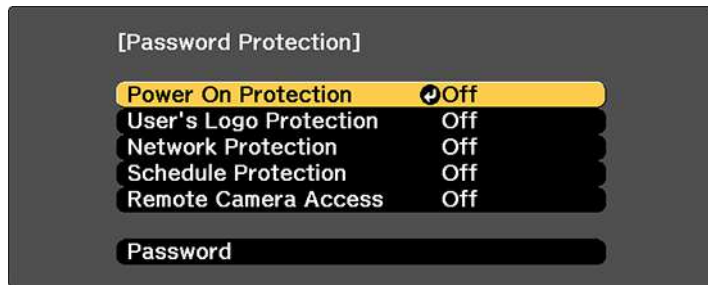 [Password Protection]
Power On Protection Off
User's Logo Protection Off
Network Protection Off
Schedule Protection Off
Remote Camera Access Off
Password